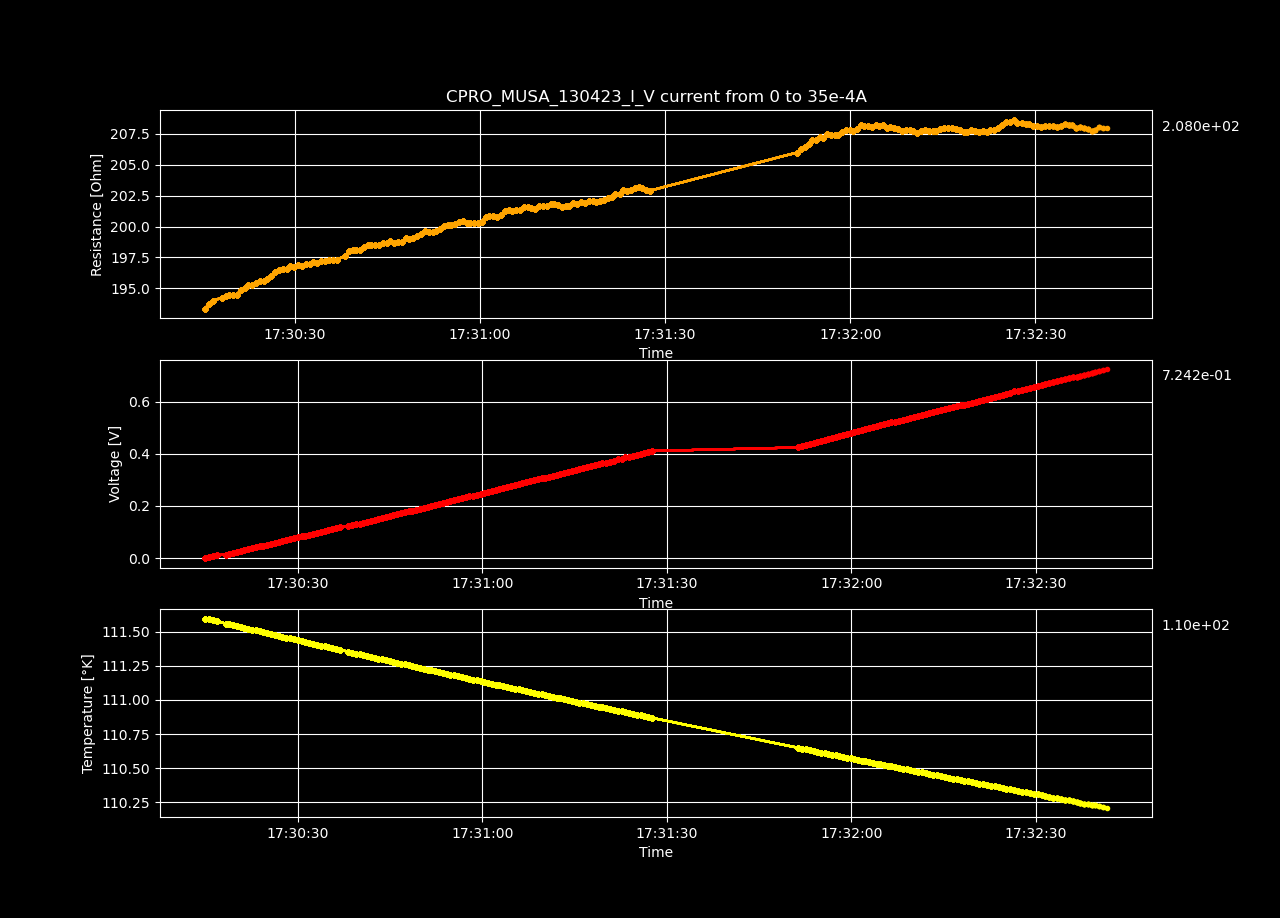 CPRO_MUSA_130423_I_V current from 0 to 35e-4A
2.080e+02
Resistance [Ohm]
207.5
205.0
202.5
200.0
197.5
195.0
17:30:30 17:31:00 17:31:30 17:32:00 17:32:30
Time
7.242e-01
Voltage [V]
0.6
0.4
0.2
0.0
17:30:30 17:31:00 17:31:30 17:32:00 17:32:30
Time
1.10e+02
Temperature [°K]
111.50
111.25
111.00
110.75
110.50
110.25
17:30:30 17:31:00 17:31:30 17:32:00 17:32:30
Time